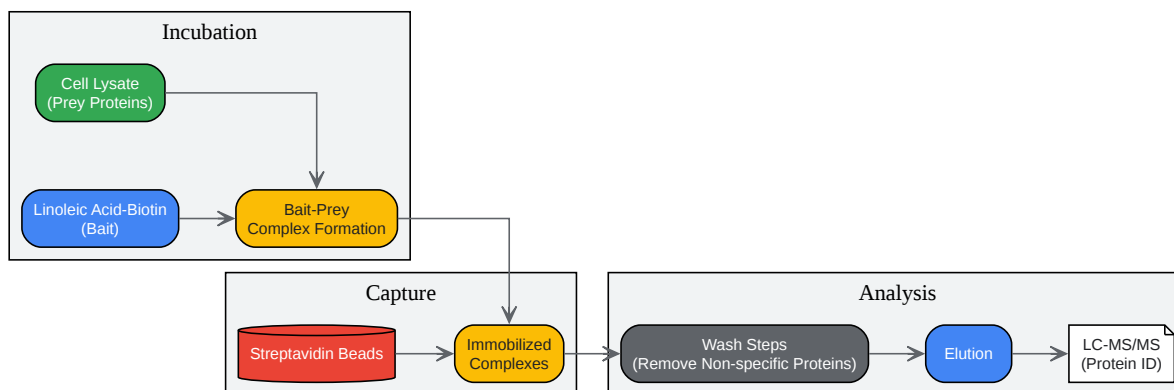 Incubation
Cell Lysate
(Prey Proteins)
Linoleic Acid-Biotin
(Bait)
Bait-Prey
Complex Formation
Capture
Streptavidin Beads
Immobilized
Complexes
Analysis
Wash Steps
(Remove Non-specific Proteins)
Elution
LC-MS/MS
(Protein ID)